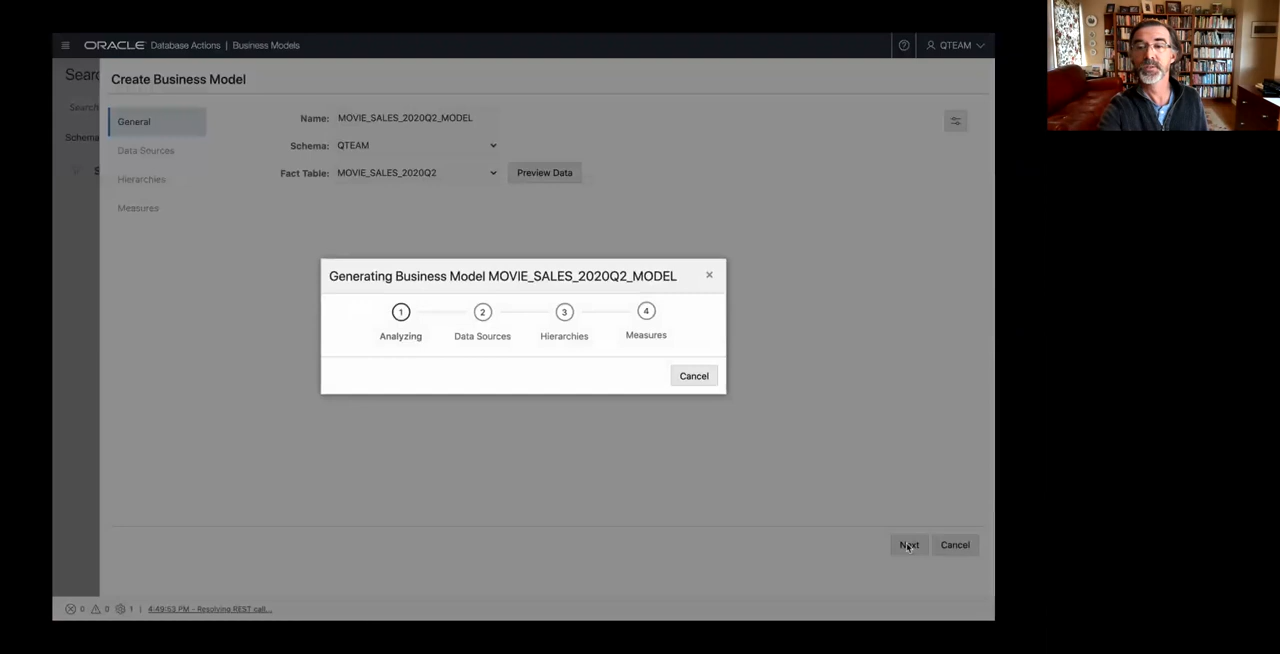 ORACLE Database Actions | Business Models
QTEAM
Search
Schema
Create Business Model
General
Data Sources
Hierarchies
Measures
Name: MOVIE_SALES_2020Q2_MODEL
Schema: QTEAM
Fact Table: MOVIE_SALES_2020Q2
Preview Data
Generating Business Model MOVIE_SALES_2020Q2_MODEL
1 2 3 4
Analyzing Data Sources Hierarchies Measures
Cancel
Next Cancel
0 0 1 | 4:49:53 PM - Resolving REST call...